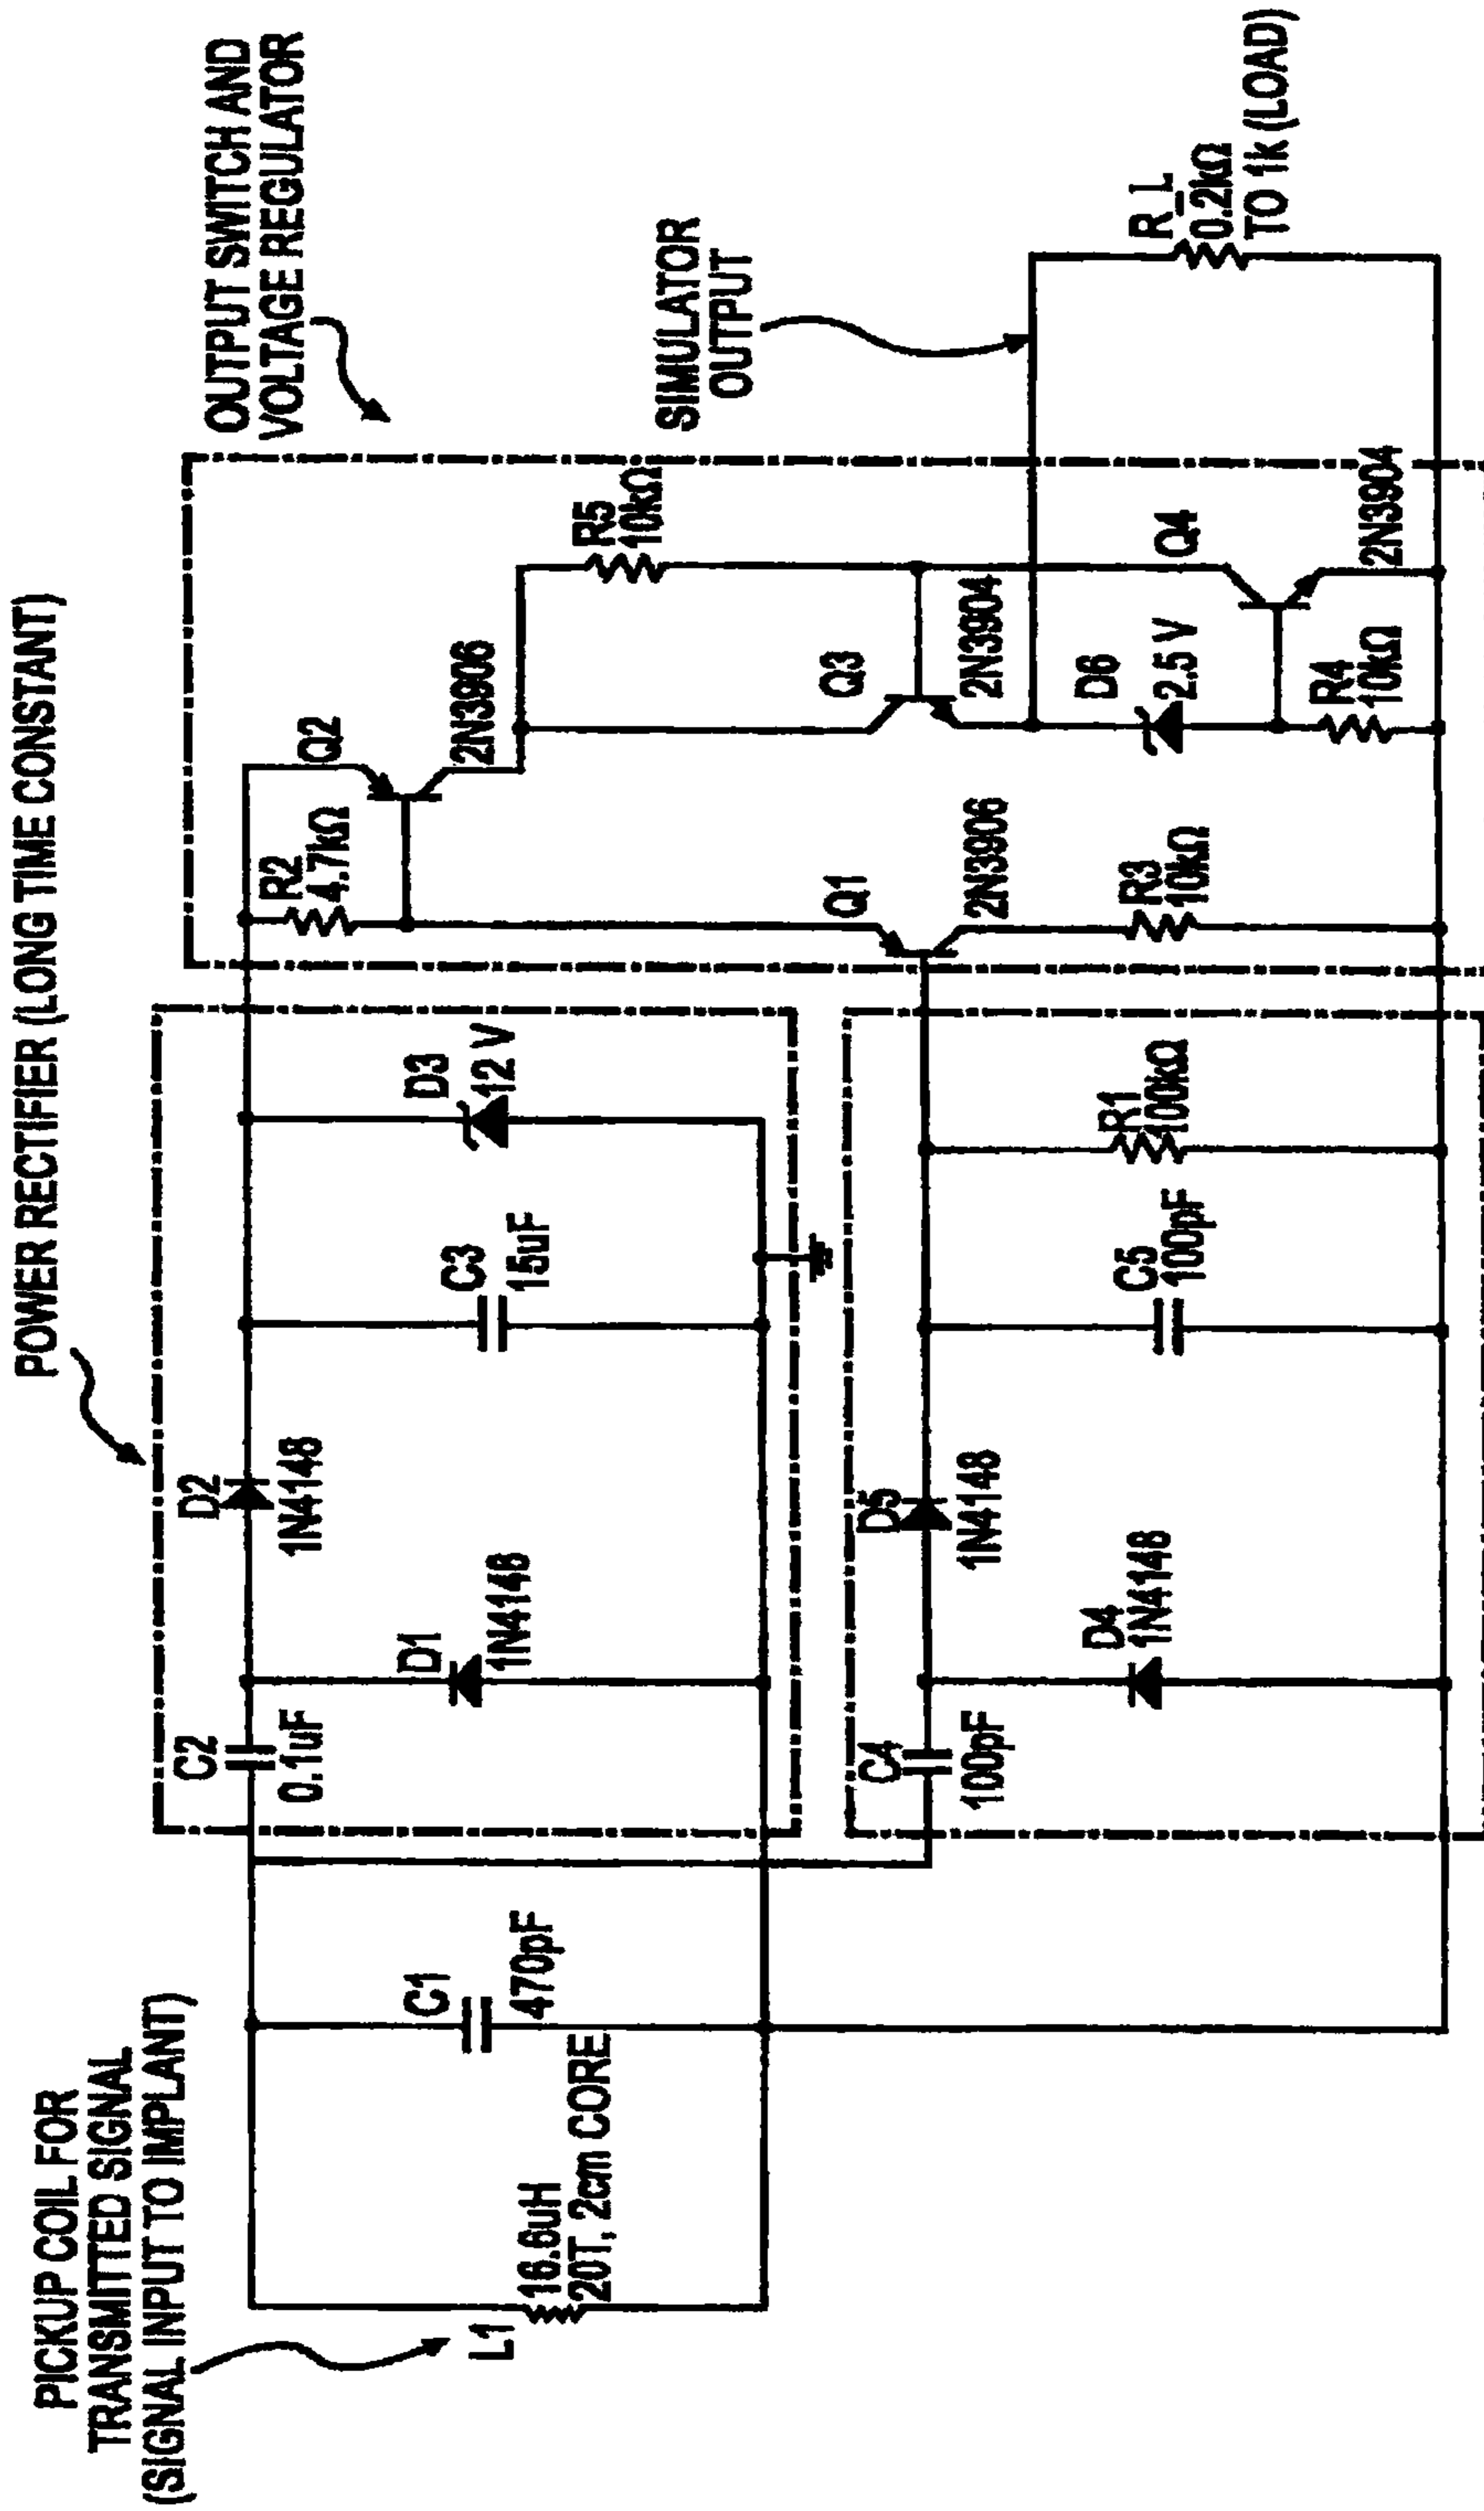 POWER RECTIFIER (LONG TIME CONSTANT)
OUTPUT SWITCH AND
VOLTAGE REGULATOR
PICKUP COIL FOR
TRANSMITTED SIGNAL
(SIGNAL INPUT TO IMPLANT)
L1
16.6uH
20T, 2cm CORE
C1
470pF
C2
0.1uF
D1
1N4148
D2
1N4148
C3
15uF
D3
12 V
C4
100pF
D4
1N4148
D5
1N4148
C5
100pF
R1
100kΩ
R2
4.7kΩ
Q2
2N3906
Q1
2N3906
R3
10kΩ
R5
10kΩ
Q3
2N3904
D6
2.5 V
R4
10kΩ
Q4
2N3904
SIMULATOR
OUTPUT
R L
0.2kΩ
TO 1k (LOAD)